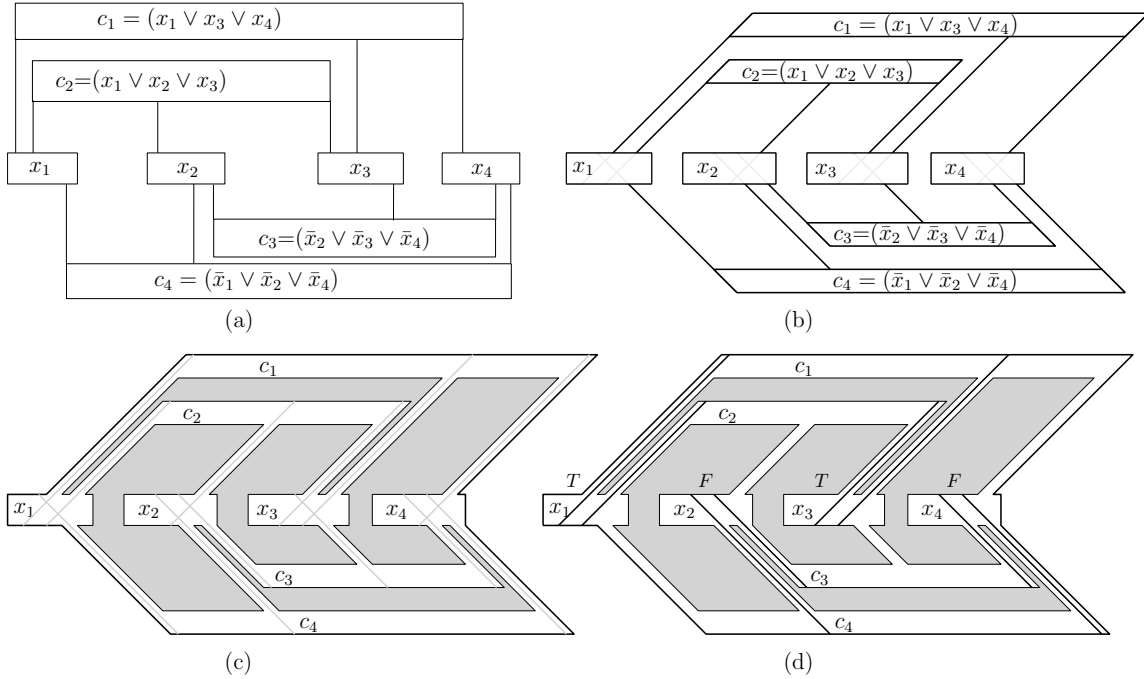 c₁ = (x₁ ∨ x₃ ∨ x₄)
c₂=(x₁ ∨ x₂ ∨ x₃)
x₁ x₂ x₃ x₄
c₃=(x̄₂ ∨ x̄₃ ∨ x̄₄)
c₄ = (x̄₁ ∨ x̄₂ ∨ x̄₄)
(a)
c₁ = (x₁ ∨ x₃ ∨ x₄)
c₂=(x₁ ∨ x₂ ∨ x₃)
x₁ x₂ x₃ x₄
c₃=(x̄₂ ∨ x̄₃ ∨ x̄₄)
c₄ = (x̄₁ ∨ x̄₂ ∨ x̄₄)
(b)
c₁
c₂
x₁ x₂ x₃ x₄
c₃
c₄
(c)
c₁
c₂
T F T F
x₁ x₂ x₃ x₄
c₃
c₄
(d)